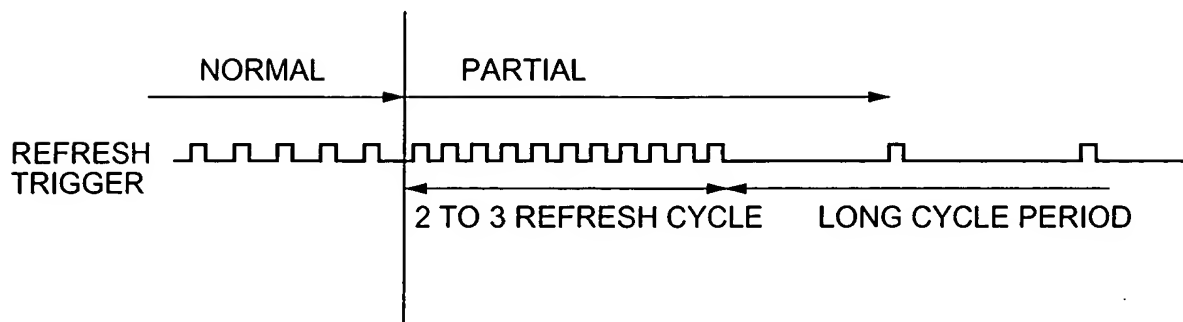 NORMAL
PARTIAL
REFRESH
TRIGGER
2 TO 3 REFRESH CYCLE
LONG CYCLE PERIOD